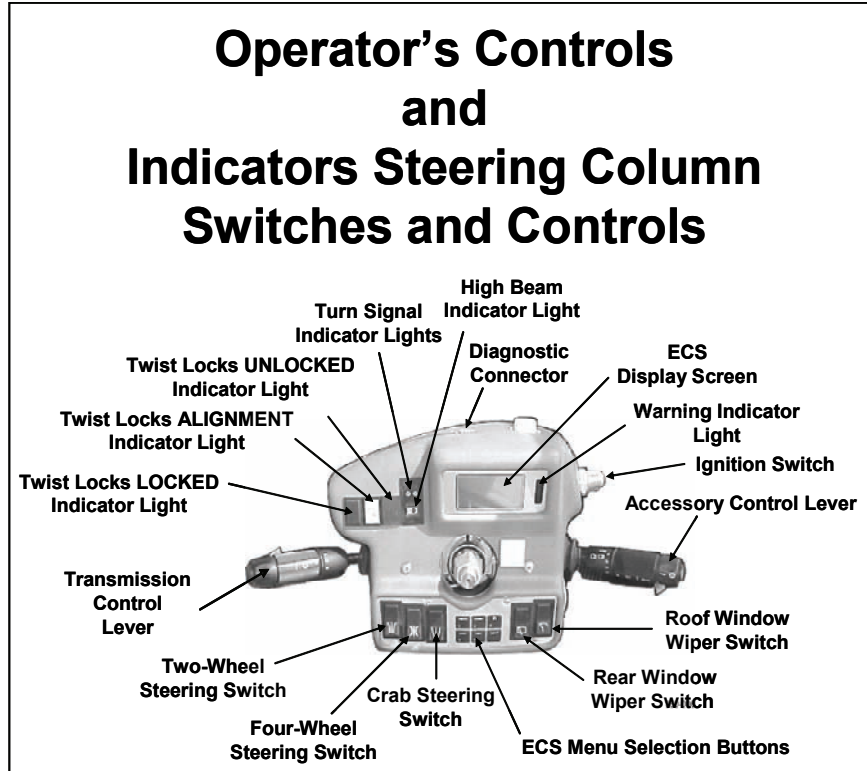 Operator's Controls
and
Indicators Steering Column
Switches and Controls
High Beam
Indicator Light
Turn Signal
Indicator Lights
Diagnostic
Connector
ECS
Display Screen
Twist Locks UNLOCKED
Indicator Light
Warning Indicator
Light
Twist Locks ALIGNMENT
Indicator Light
Ignition Switch
Twist Locks LOCKED
Indicator Light
Accessory Control Lever
Transmission
Control
Lever
Roof Window
Wiper Switch
Two-Wheel
Steering Switch
Crab Steering
Switch
Rear Window
Wiper Switch
Four-Wheel
Steering Switch
ECS Menu Selection Buttons